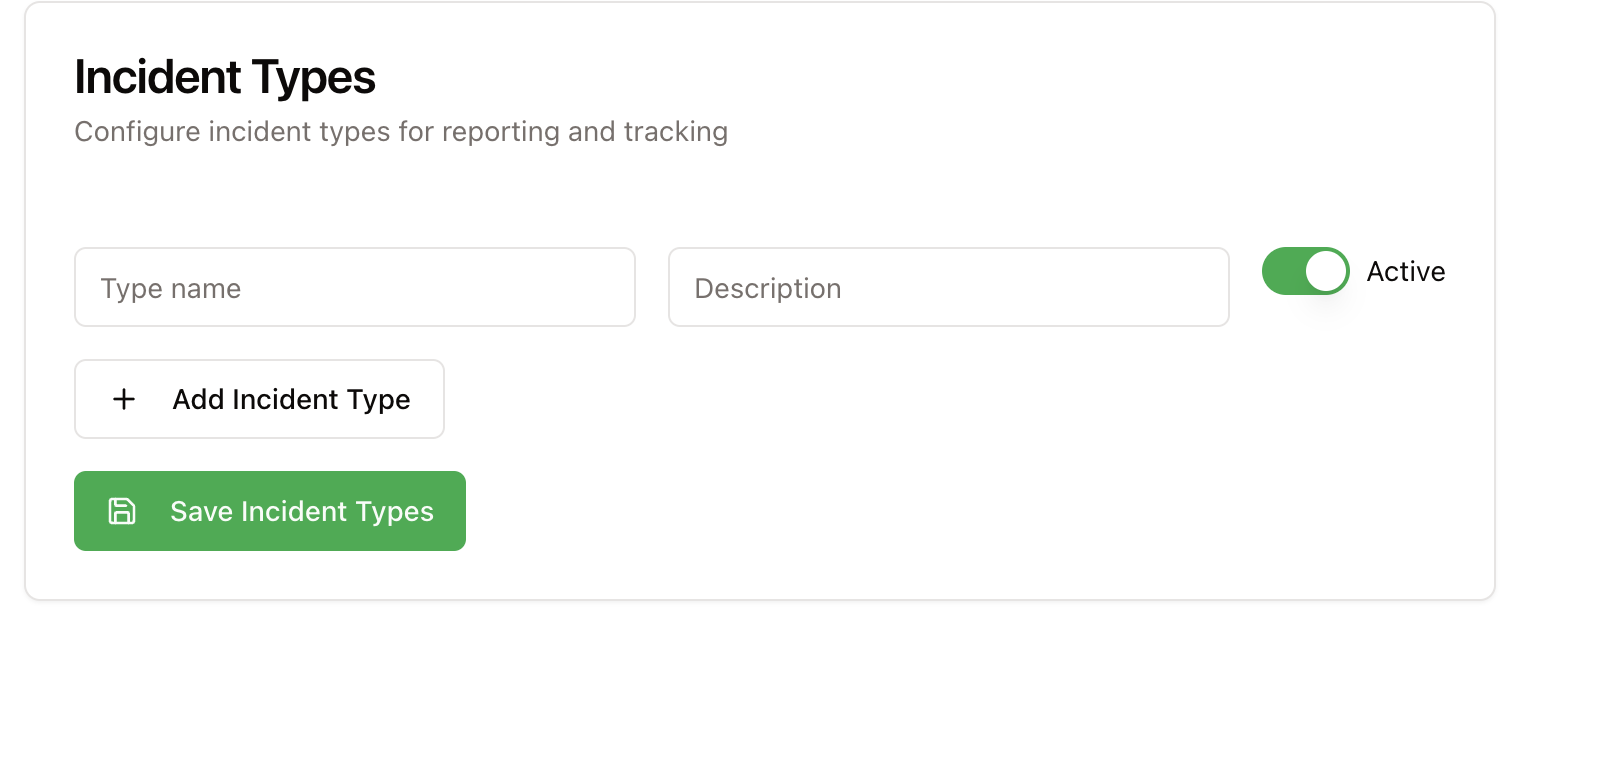 Incident Types
Configure incident types for reporting and tracking
Type name
Description
Active
Add Incident Type
Save Incident Types